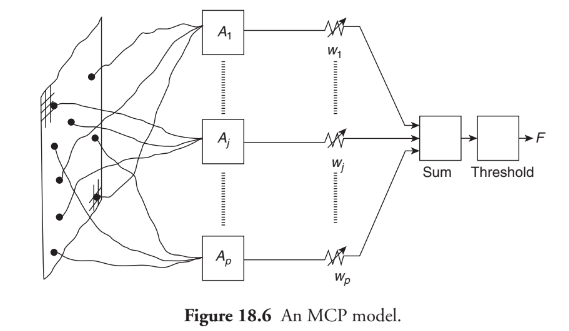 A1
w1
Aj
wj
F
Sum Threshold
Ap
wp
Figure 18.6 An MCP model.